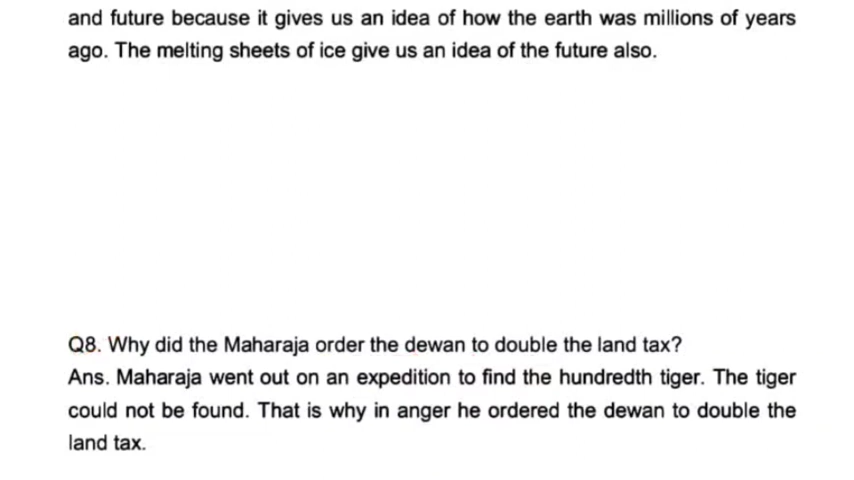 and future because it gives us an idea of how the earth was millions of years
ago. The melting sheets of ice give us an idea of the future also.
Q8. Why did the Maharaja order the dewan to double the land tax?
Ans. Maharaja went out on an expedition to find the hundredth tiger. The tiger
could not be found. That is why in anger he ordered the dewan to double the
land tax.